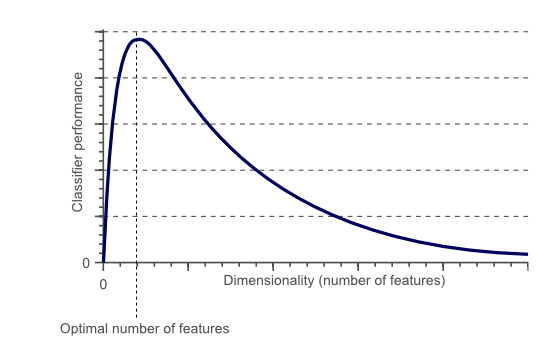 Classifier performance
0
0
Dimensionality (number of features)
Optimal number of features